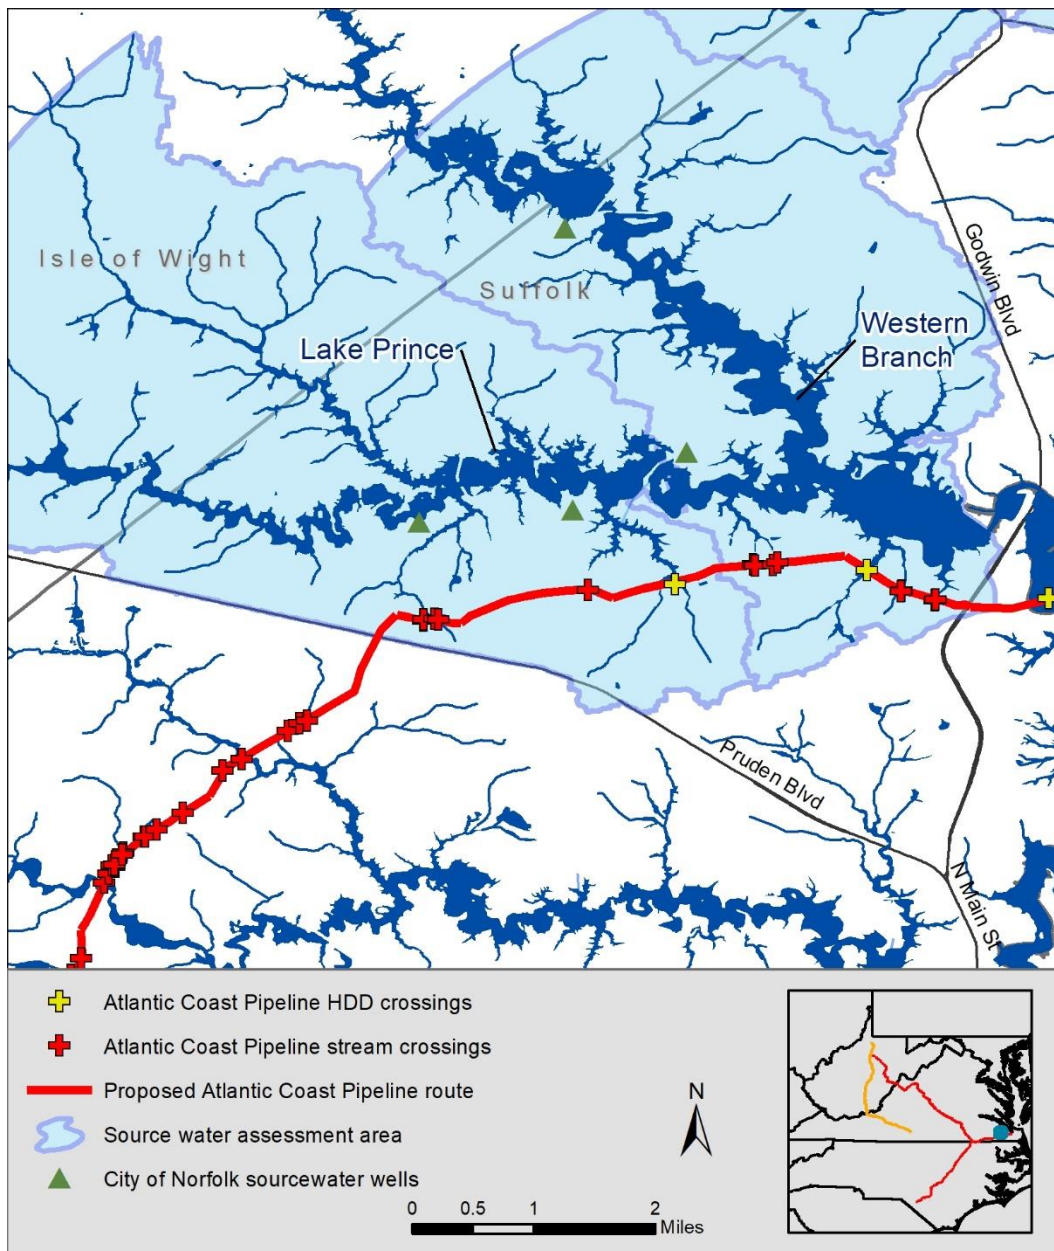 Isle of Wight
Suffolk
Godwin Blvd
Lake Prince
Western
Branch
Pruden Blvd
N Main St
Atlantic Coast Pipeline HDD crossings
Atlantic Coast Pipeline stream crossings
Proposed Atlantic Coast Pipeline route
Source water assessment area
City of Norfolk sourcewater wells
N
0 0.5 1 2
Miles